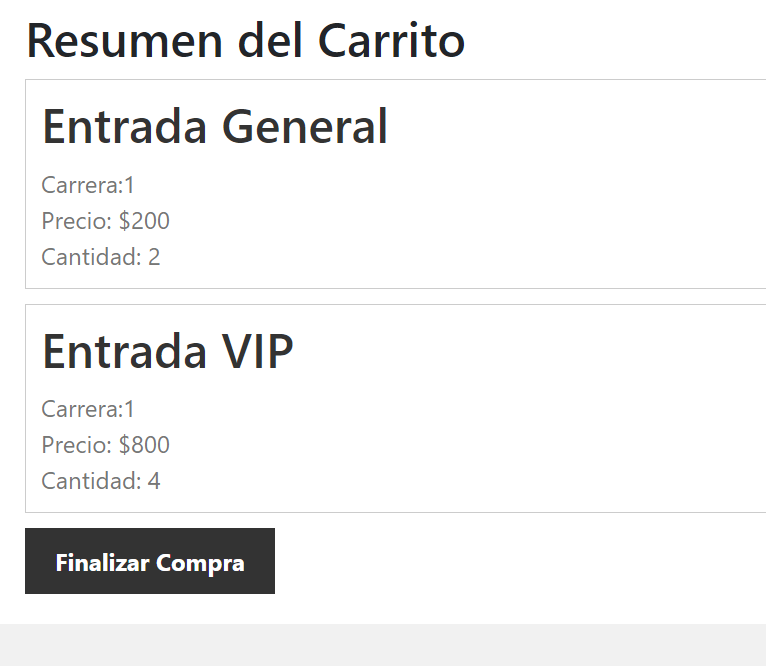 Resumen del Carrito
Entrada General
Carrera:1
Precio: $200
Cantidad: 2
Entrada VIP
Carrera:1
Precio: $800
Cantidad: 4
Finalizar Compra